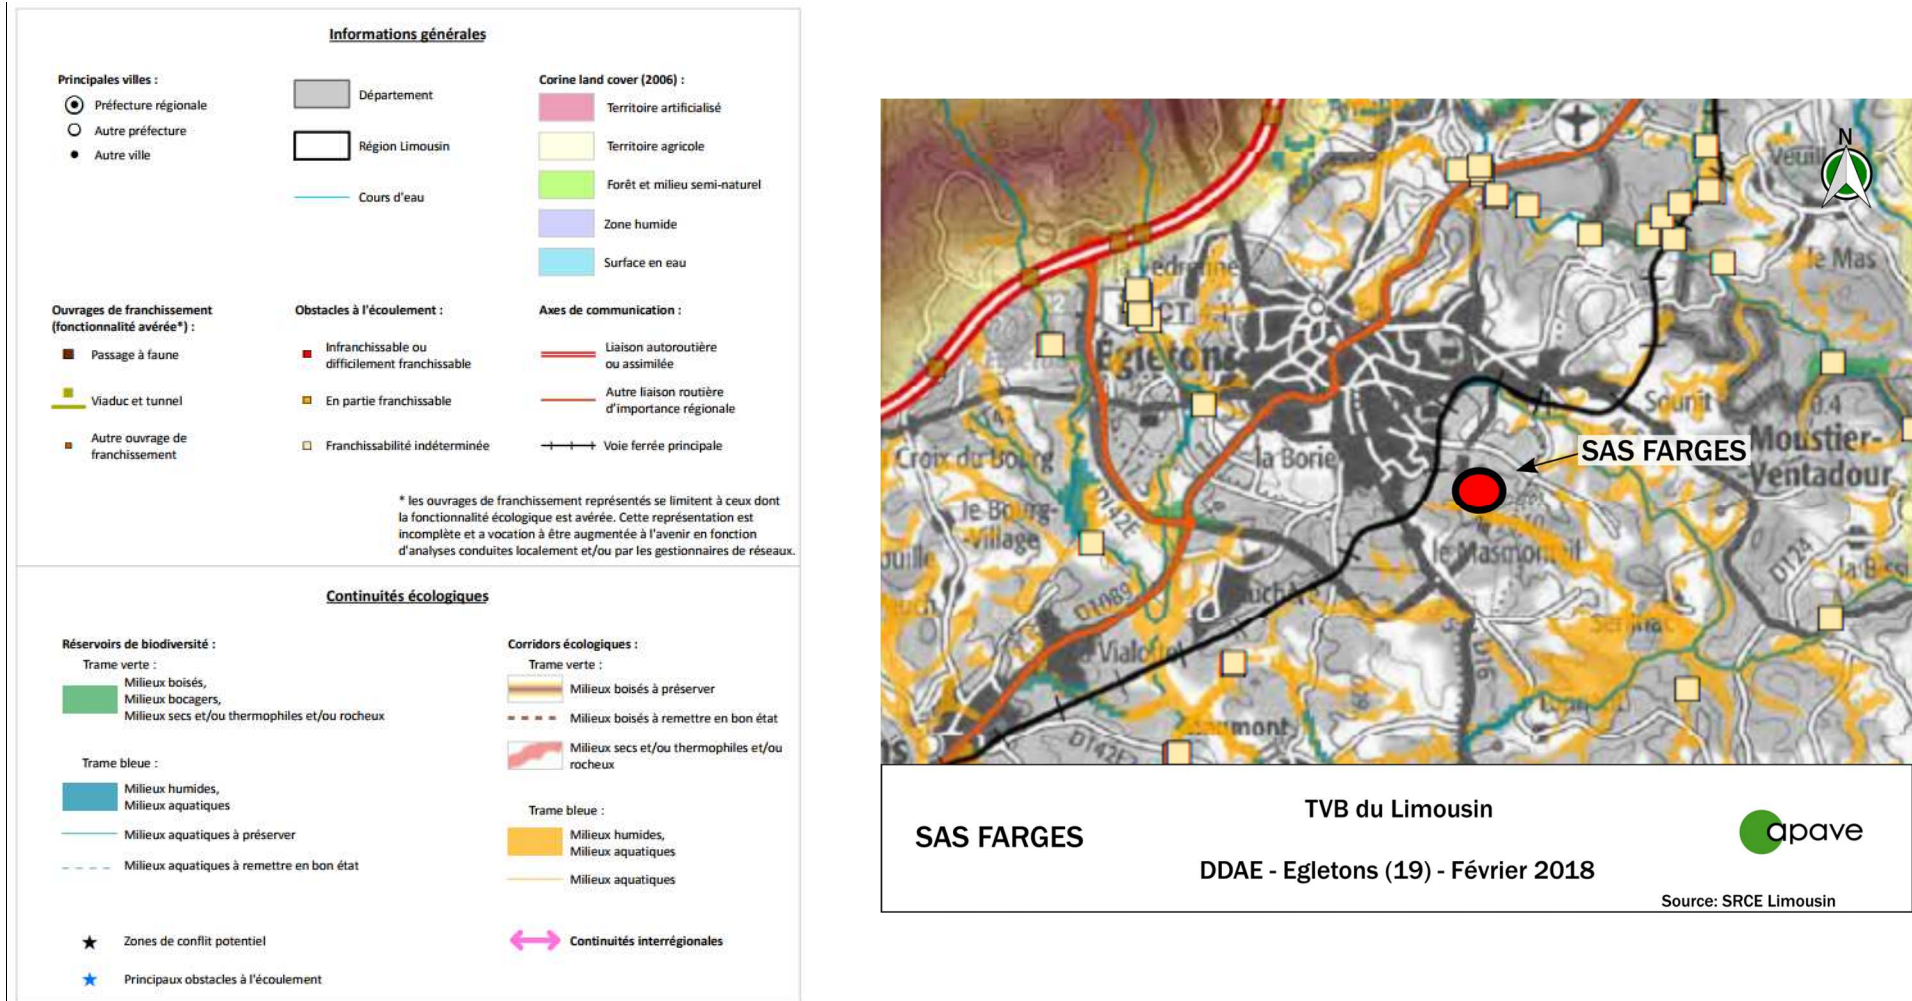 Informations générales
Principales villes :
Préfecture régionale
Autre préfecture
Autre ville
Département
Région Limousin
Cours d'eau
Corine land cover (2006) :
Territoire artificialisé
Territoire agricole
Forêt et milieu semi-naturel
Zone humide
Surface en eau
Ouvrages de franchissement
(fonctionnalité avérée*) :
Passage à faune
Viaduc et tunnel
Autre ouvrage de
franchissement
Obstacles à l'écoulement :
Infranchissable ou
difficilement franchissable
En partie franchissable
Franchissabilité indéterminée
Axes de communication :
Liaison autoroutière
ou assimilée
Autre liaison routière
d'importance régionale
Voie ferrée principale
* les ouvrages de franchissement représentés se limitent à ceux dont
la fonctionnalité écologique est avérée. Cette représentation est
incomplète et a vocation à être augmentée à l'avenir en fonction
d'analyses conduites localement et/ou par les gestionnaires de réseaux.
Continuités écologiques
Réservoirs de biodiversité :
Trame verte :
Milieux boisés,
Milieux bocagers,
Milieux secs et/ou thermophiles et/ou rocheux
Trame bleue :
Milieux humides,
Milieux aquatiques
Milieux aquatiques à préserver
Milieux aquatiques à remettre en bon état
Zones de conflit potentiel
Principaux obstacles à l'écoulement
Corridors écologiques :
Trame verte :
Milieux boisés à préserver
Milieux boisés à remettre en bon état
Milieux secs et/ou thermophiles et/ou
rocheux
Trame bleue :
Milieux humides,
Milieux aquatiques
Milieux aquatiques
Continuités interrégionales
N
le Mas
Égletons
Sounit
SAS FARGES
Moustier-
-Ventadour
Croix du Bourg
la Borie
D142E
le Bourg-
-Village
le Masmonteil
D124
D1089
D16
D142E
SAS FARGES
TVB du Limousin
DDAE - Egletons (19) - Février 2018
apave
Source: SRCE Limousin